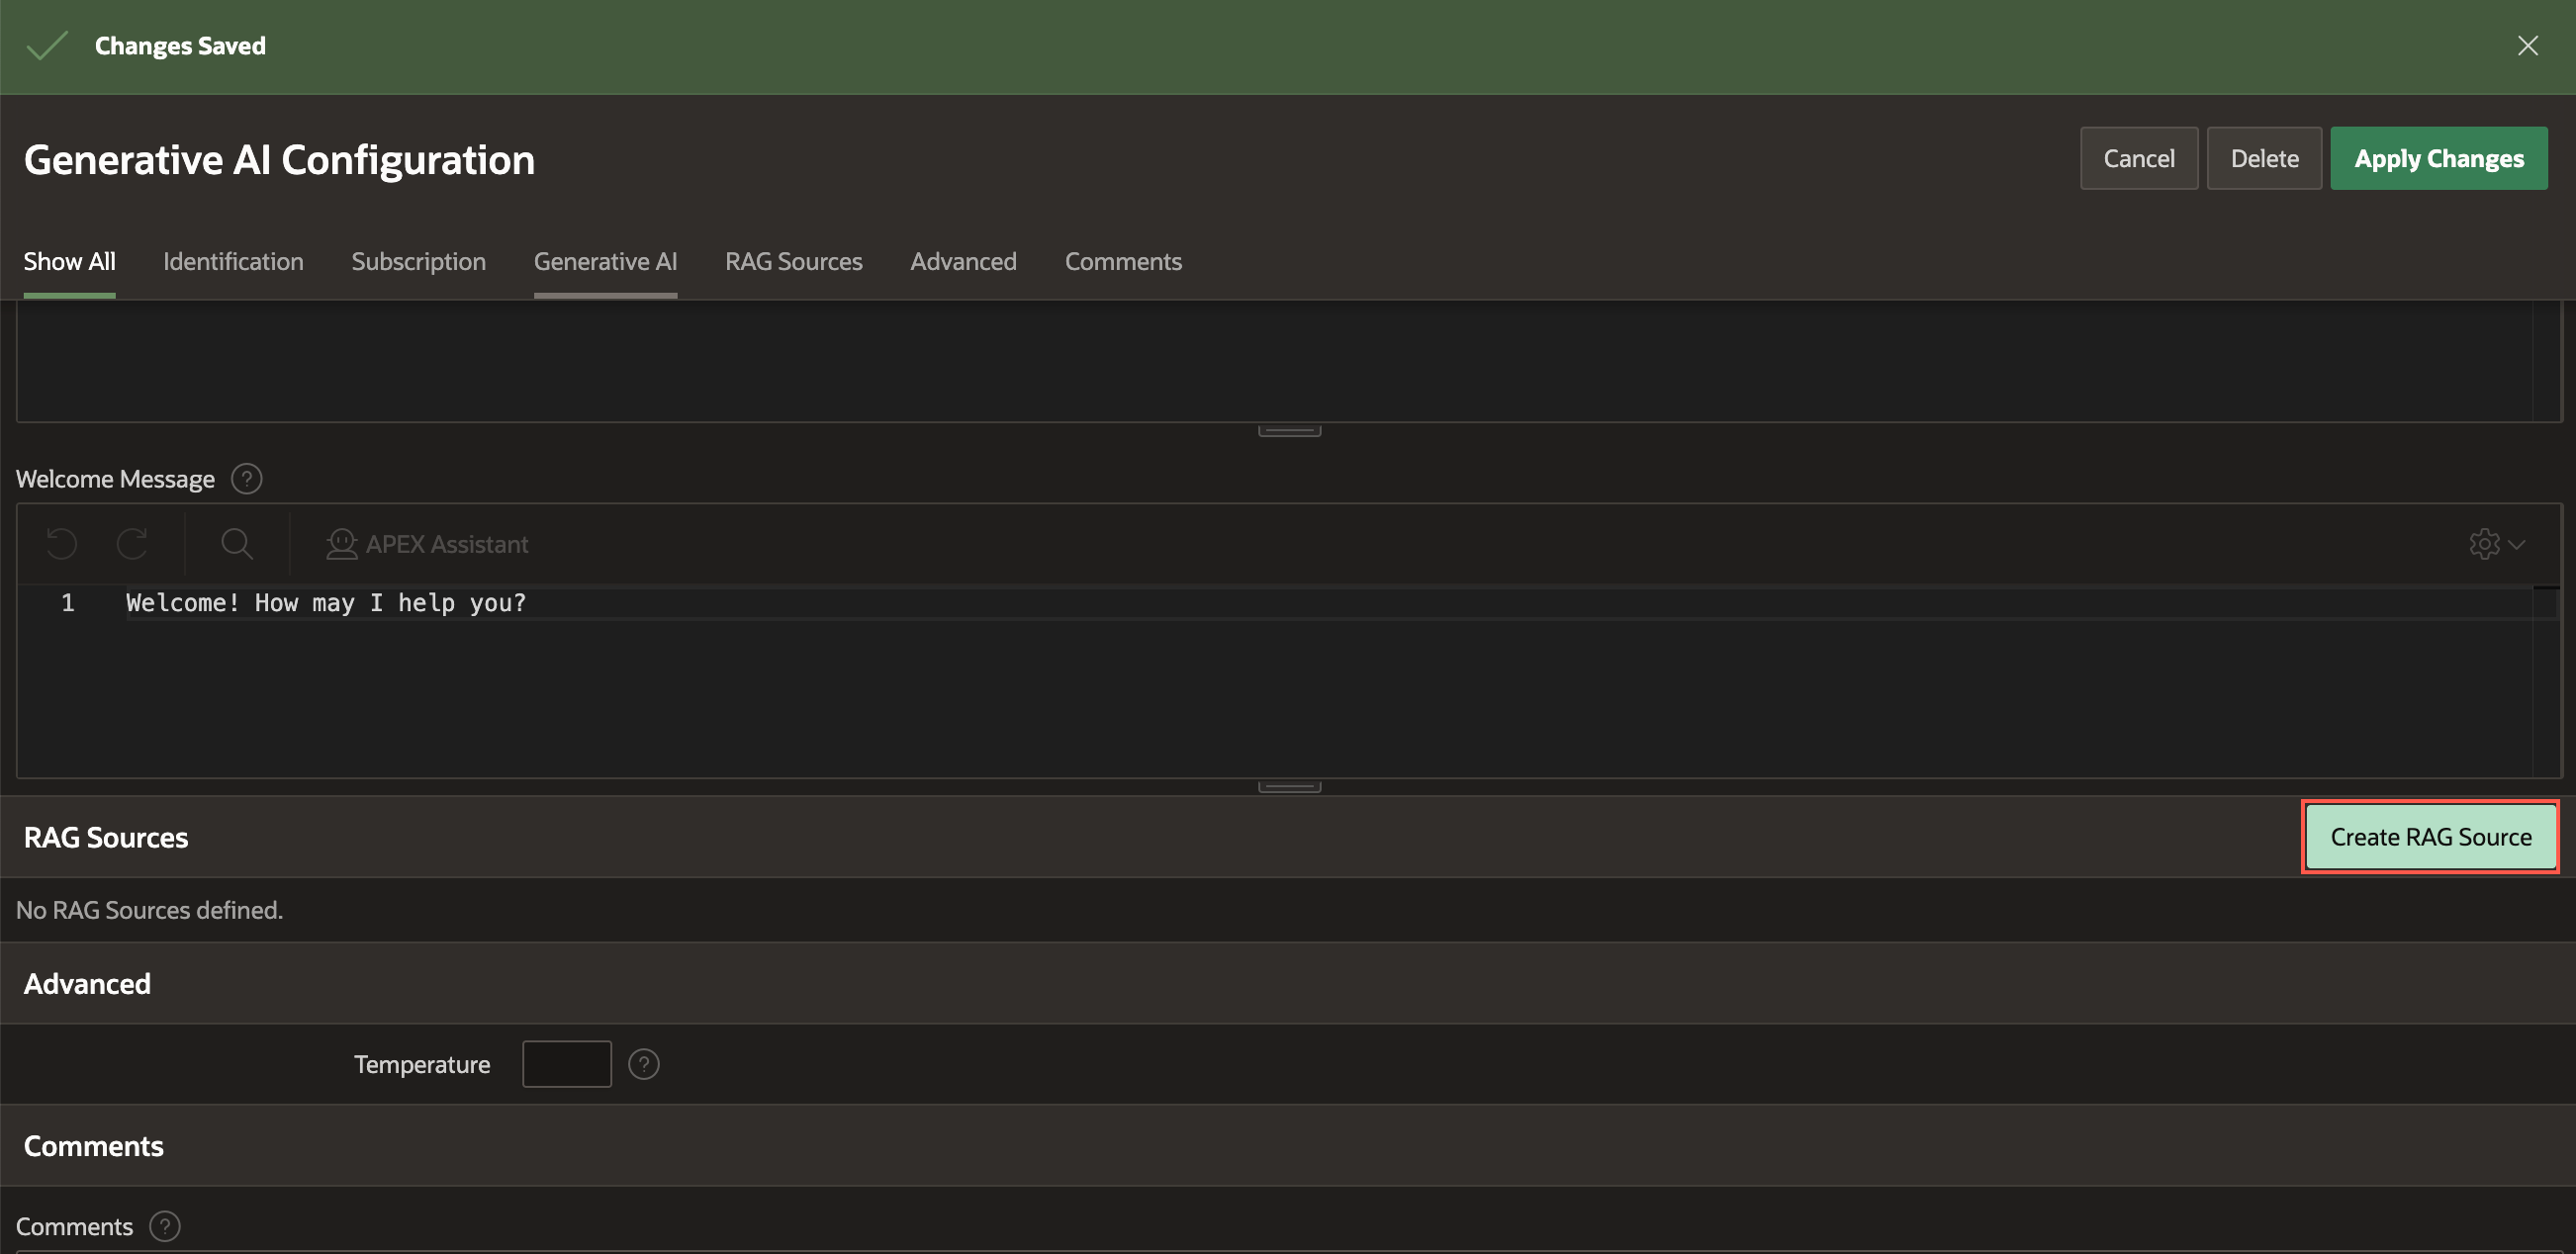 Changes Saved
Generative AI Configuration
Cancel Delete Apply Changes
Show All Identification Subscription Generative AI RAG Sources Advanced Comments
Welcome Message ?
APEX Assistant
1 Welcome! How may I help you?
RAG Sources
Create RAG Source
No RAG Sources defined.
Advanced
Temperature ?
Comments
Comments ?